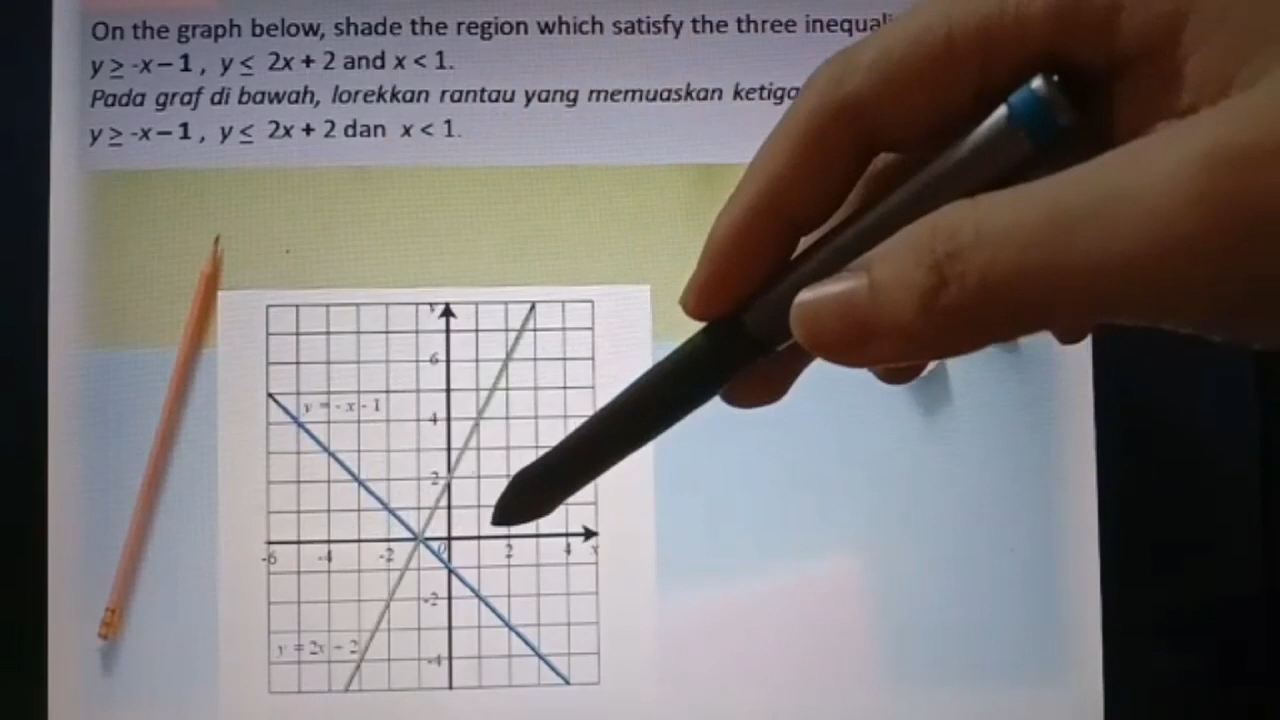 On the graph below, shade the region which satisfy the three
y ≥ -x – 1 , y ≤ 2x + 2 and x < 1.
Pada graf di bawah, lorekkan rantau yang memuaskan
y ≥ -x – 1 , y ≤ 2x + 2 dan x < 1.
y
6
y = - x - 1
4
2
-6 -4 -2 0 2 4 x
-2
y = 2x + 2
-4